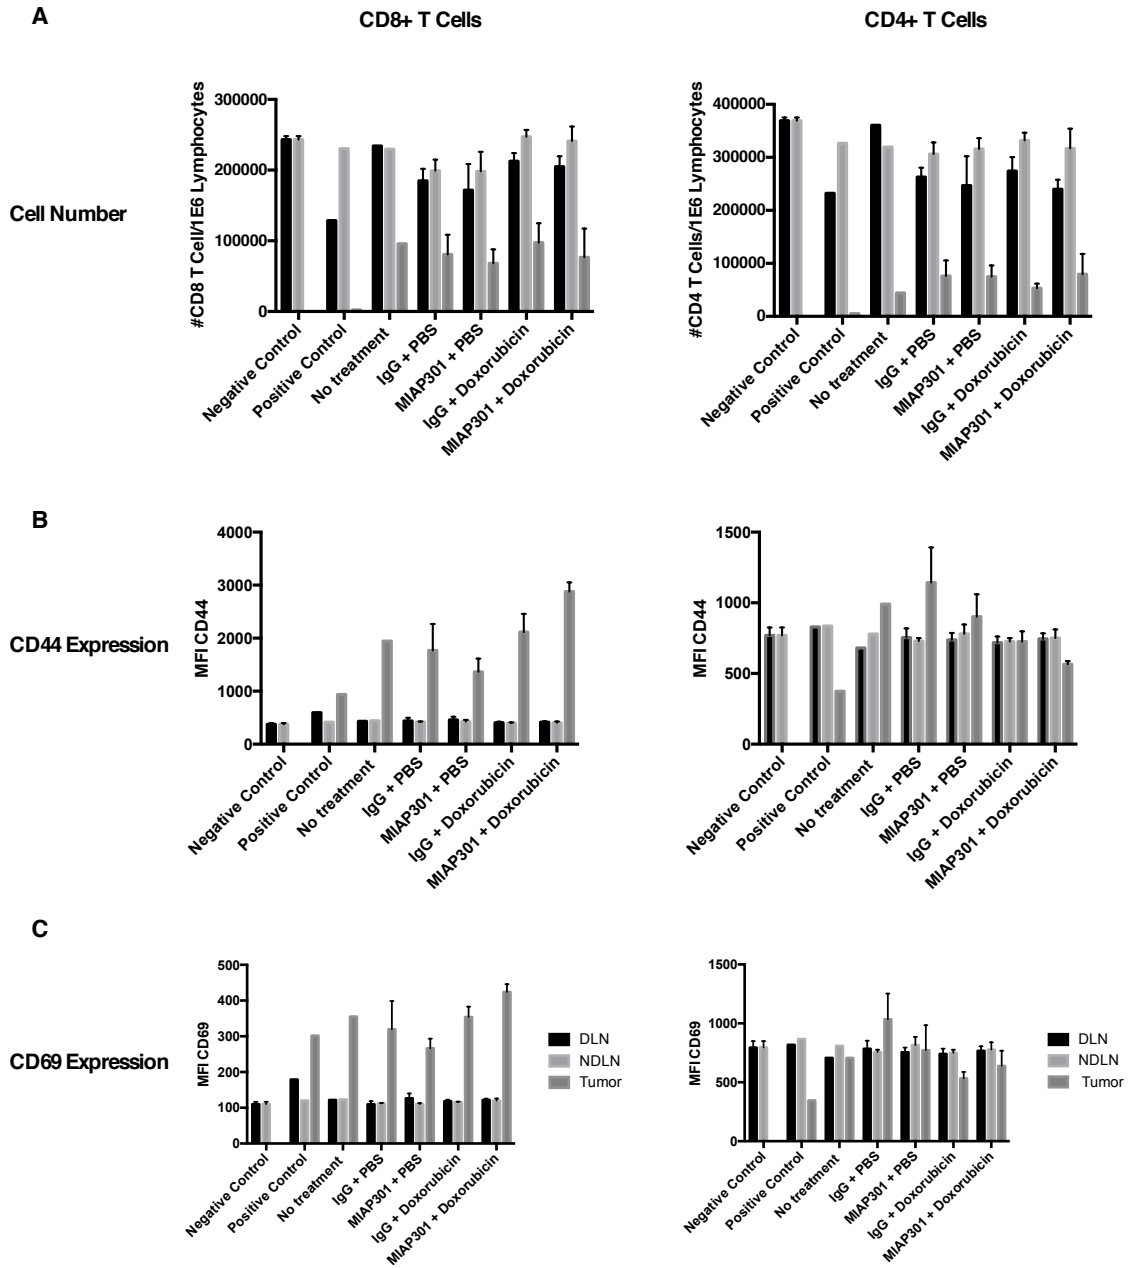 A
CD8+ T Cells
CD4+ T Cells
Cell Number
#CD8 T Cell/1E6 Lymphocytes
300000
200000
100000
0
Negative Control
Positive Control
No treatment
IgG + PBS
MIAP301 + PBS
IgG + Doxorubicin
MIAP301 + Doxorubicin
#CD4 T Cells/1E6 Lymphocytes
400000
300000
200000
100000
0
Negative Control
Positive Control
No treatment
IgG + PBS
MIAP301 + PBS
IgG + Doxorubicin
MIAP301 + Doxorubicin
B
CD44 Expression
MFI CD44
4000
3000
2000
1000
0
Negative Control
Positive Control
No treatment
IgG + PBS
MIAP301 + PBS
IgG + Doxorubicin
MIAP301 + Doxorubicin
MFI CD44
1500
1000
500
0
Negative Control
Positive Control
No treatment
IgG + PBS
MIAP301 + PBS
IgG + Doxorubicin
MIAP301 + Doxorubicin
C
CD69 Expression
MFI CD69
500
400
300
200
100
0
Negative Control
Positive Control
No treatment
IgG + PBS
MIAP301 + PBS
IgG + Doxorubicin
MIAP301 + Doxorubicin
DLN
NDLN
Tumor
MFI CD69
1500
1000
500
0
Negative Control
Positive Control
No treatment
IgG + PBS
MIAP301 + PBS
IgG + Doxorubicin
MIAP301 + Doxorubicin
DLN
NDLN
Tumor